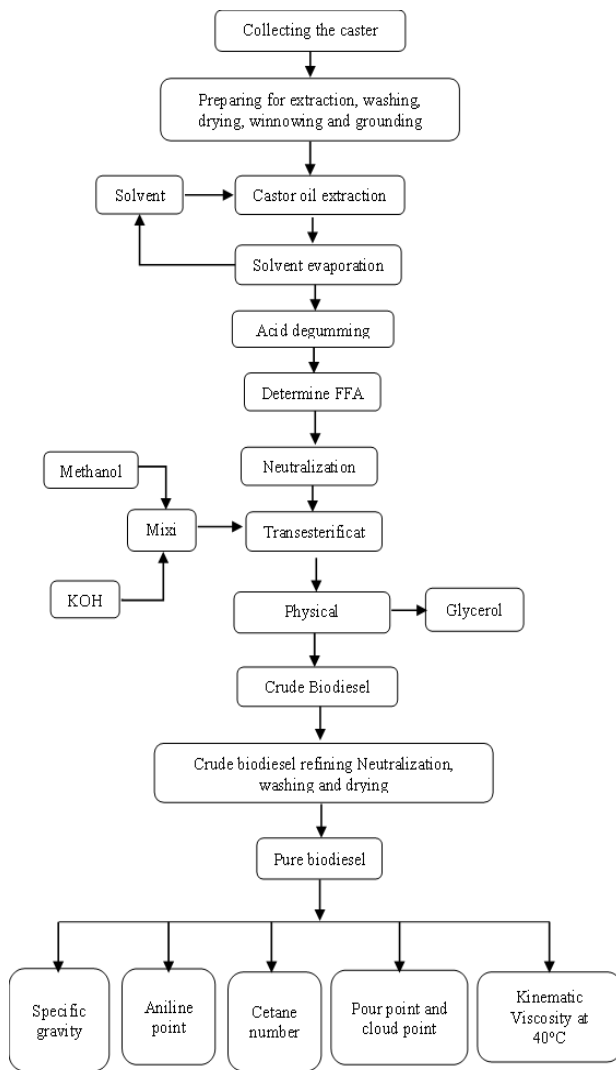 Collecting the caster
Preparing for extraction, washing,
drying, winnowing and grounding
Solvent
Castor oil extraction
Solvent evaporation
Acid degumming
Determine FFA
Methanol
Neutralization
Mixi
Transesterificat
KOH
Physical
Glycerol
Crude Biodiesel
Crude biodiesel refining Neutralization,
washing and drying
Pure biodiesel
Specific
gravity
Aniline
point
Cetane
number
Pour point and
cloud point
Kinematic
Viscosity at
40°C